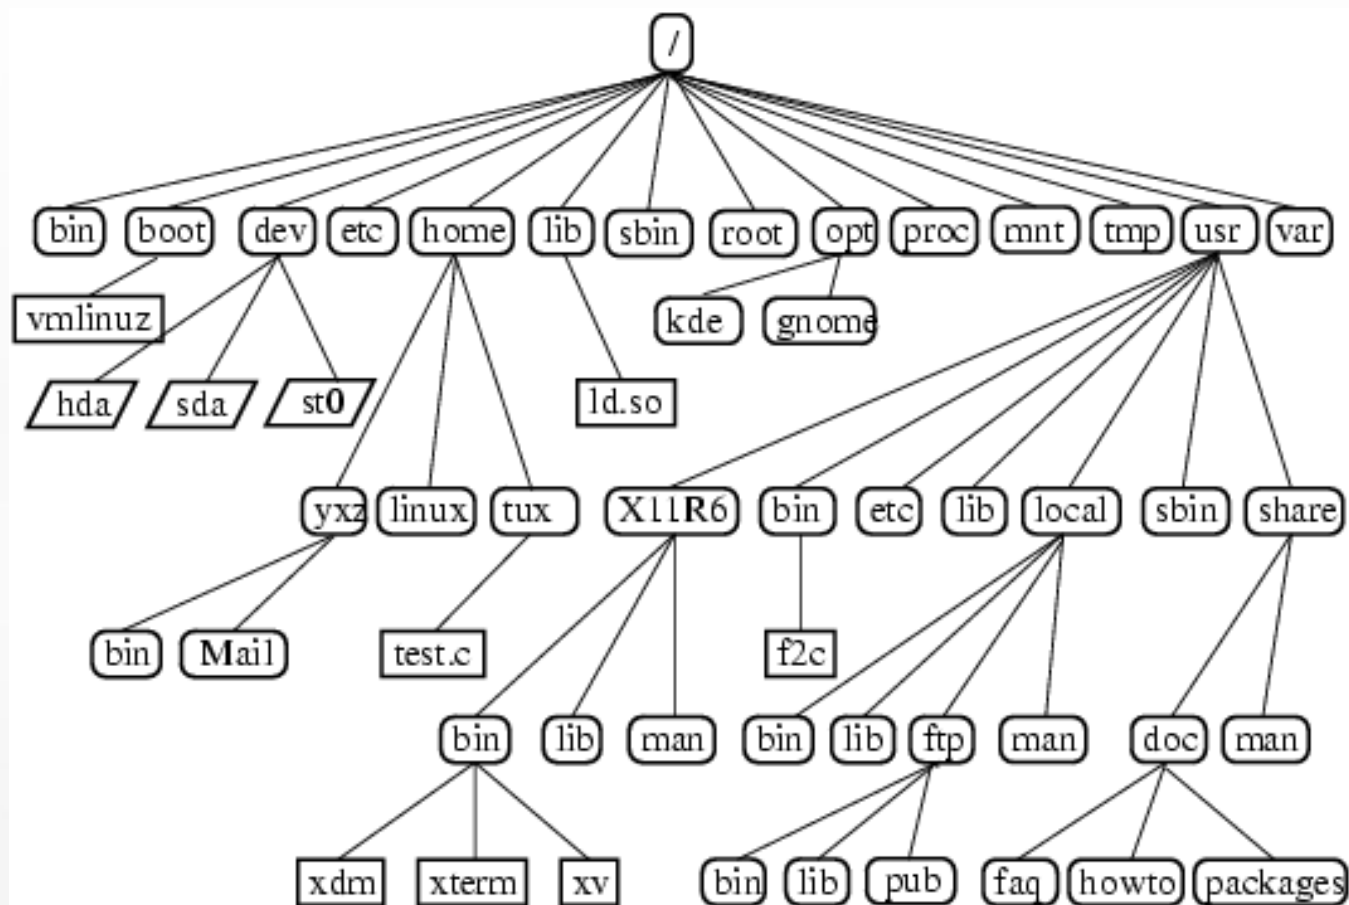 /
bin boot dev etc home lib sbin root opt proc mnt tmp usr var
vmlinuz kde gnome
hda sda st0 ld.so
yxz linux tux X11R6 bin etc lib local sbin share
bin Mail test.c f2c
bin lib man bin lib ftp man doc man
xdm xterm xv bin lib pub faq howto packages